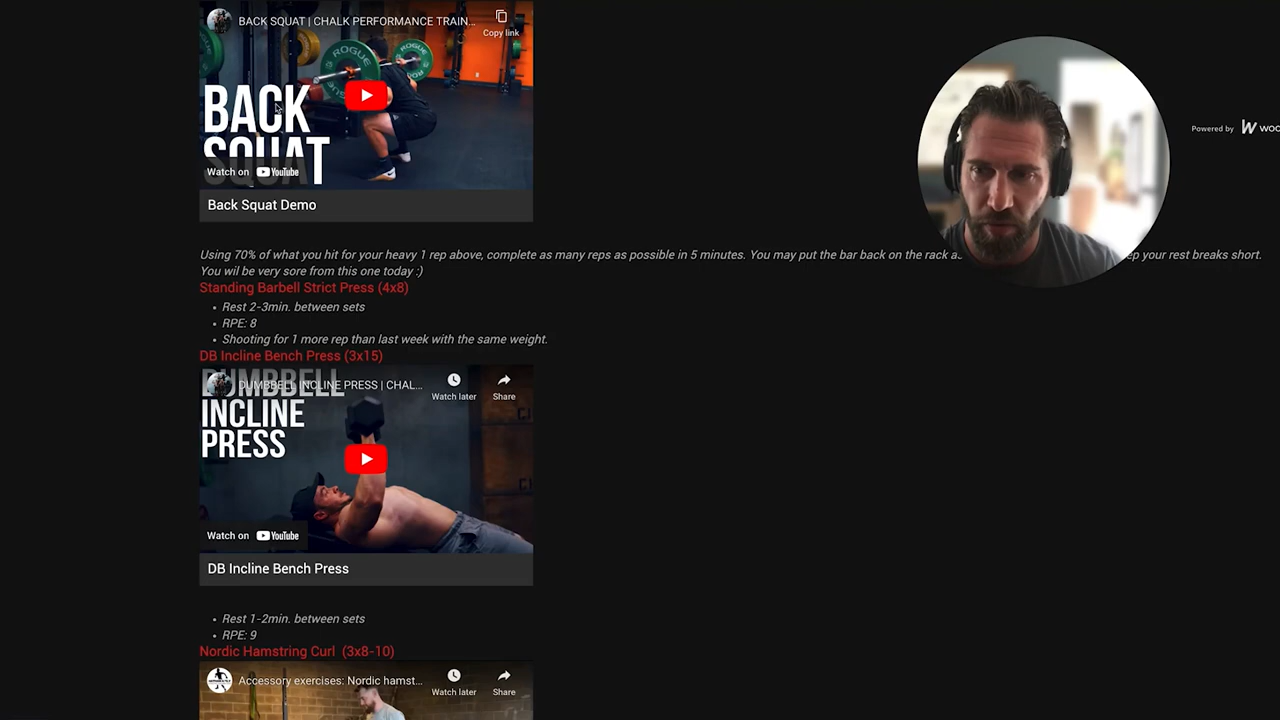 BACK SQUAT | CHALK PERFORMANCE TRAIN...
Copy link
ROGUE
BACK
SQUAT
Watch on YouTube
Back Squat Demo
Powered by
Using 70% of what you hit for your heavy 1 rep above, complete as many reps as possible in 5 minutes. You may put the bar back on the rack your rest breaks short.
You wil be very sore from this one today :)
Standing Barbell Strict Press (4x8)
• Rest 2-3min. between sets
• RPE: 8
• Shooting for 1 more rep than last week with the same weight.
DB Incline Bench Press (3x15)
DUMBBELL INCLINE PRESS | CHAL...
Watch later
Share
DUMBBELL
INCLINE
PRESS
Watch on YouTube
DB Incline Bench Press
• Rest 1-2min. between sets
• RPE: 9
Nordic Hamstring Curl (3x8-10)
Accessory exercises: Nordic hamst...
Watch later
Share